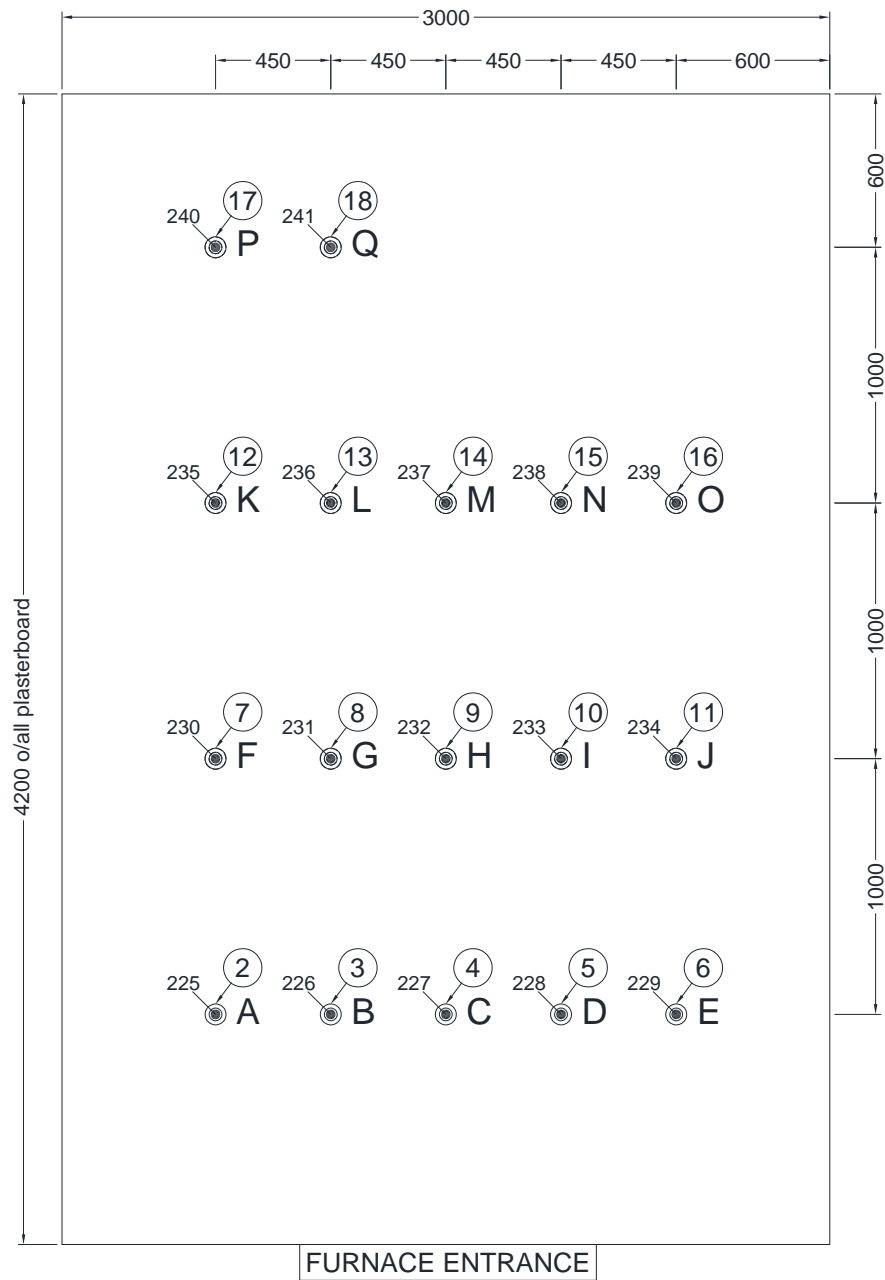 3000
450 450 450 450 600
600
17 18
240 241
P Q
1000
12 13 14 15 16
235 236 237 238 239
K L M N O
4200 o/all plasterboard
1000
7 8 9 10 11
230 231 232 233 234
F G H I J
1000
2 3 4 5 6
225 226 227 228 229
A B C D E
FURNACE ENTRANCE